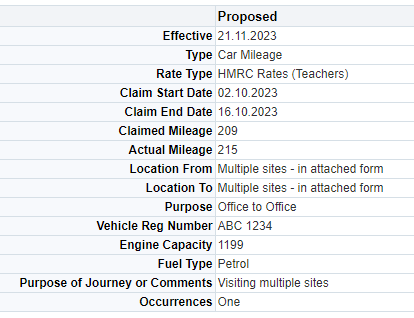 Proposed
Effective 21.11.2023
Type Car Mileage
Rate Type HMRC Rates (Teachers)
Claim Start Date 02.10.2023
Claim End Date 16.10.2023
Claimed Mileage 209
Actual Mileage 215
Location From Multiple sites - in attached form
Location To Multiple sites - in attached form
Purpose Office to Office
Vehicle Reg Number ABC 1234
Engine Capacity 1199
Fuel Type Petrol
Purpose of Journey or Comments Visiting multiple sites
Occurrences One